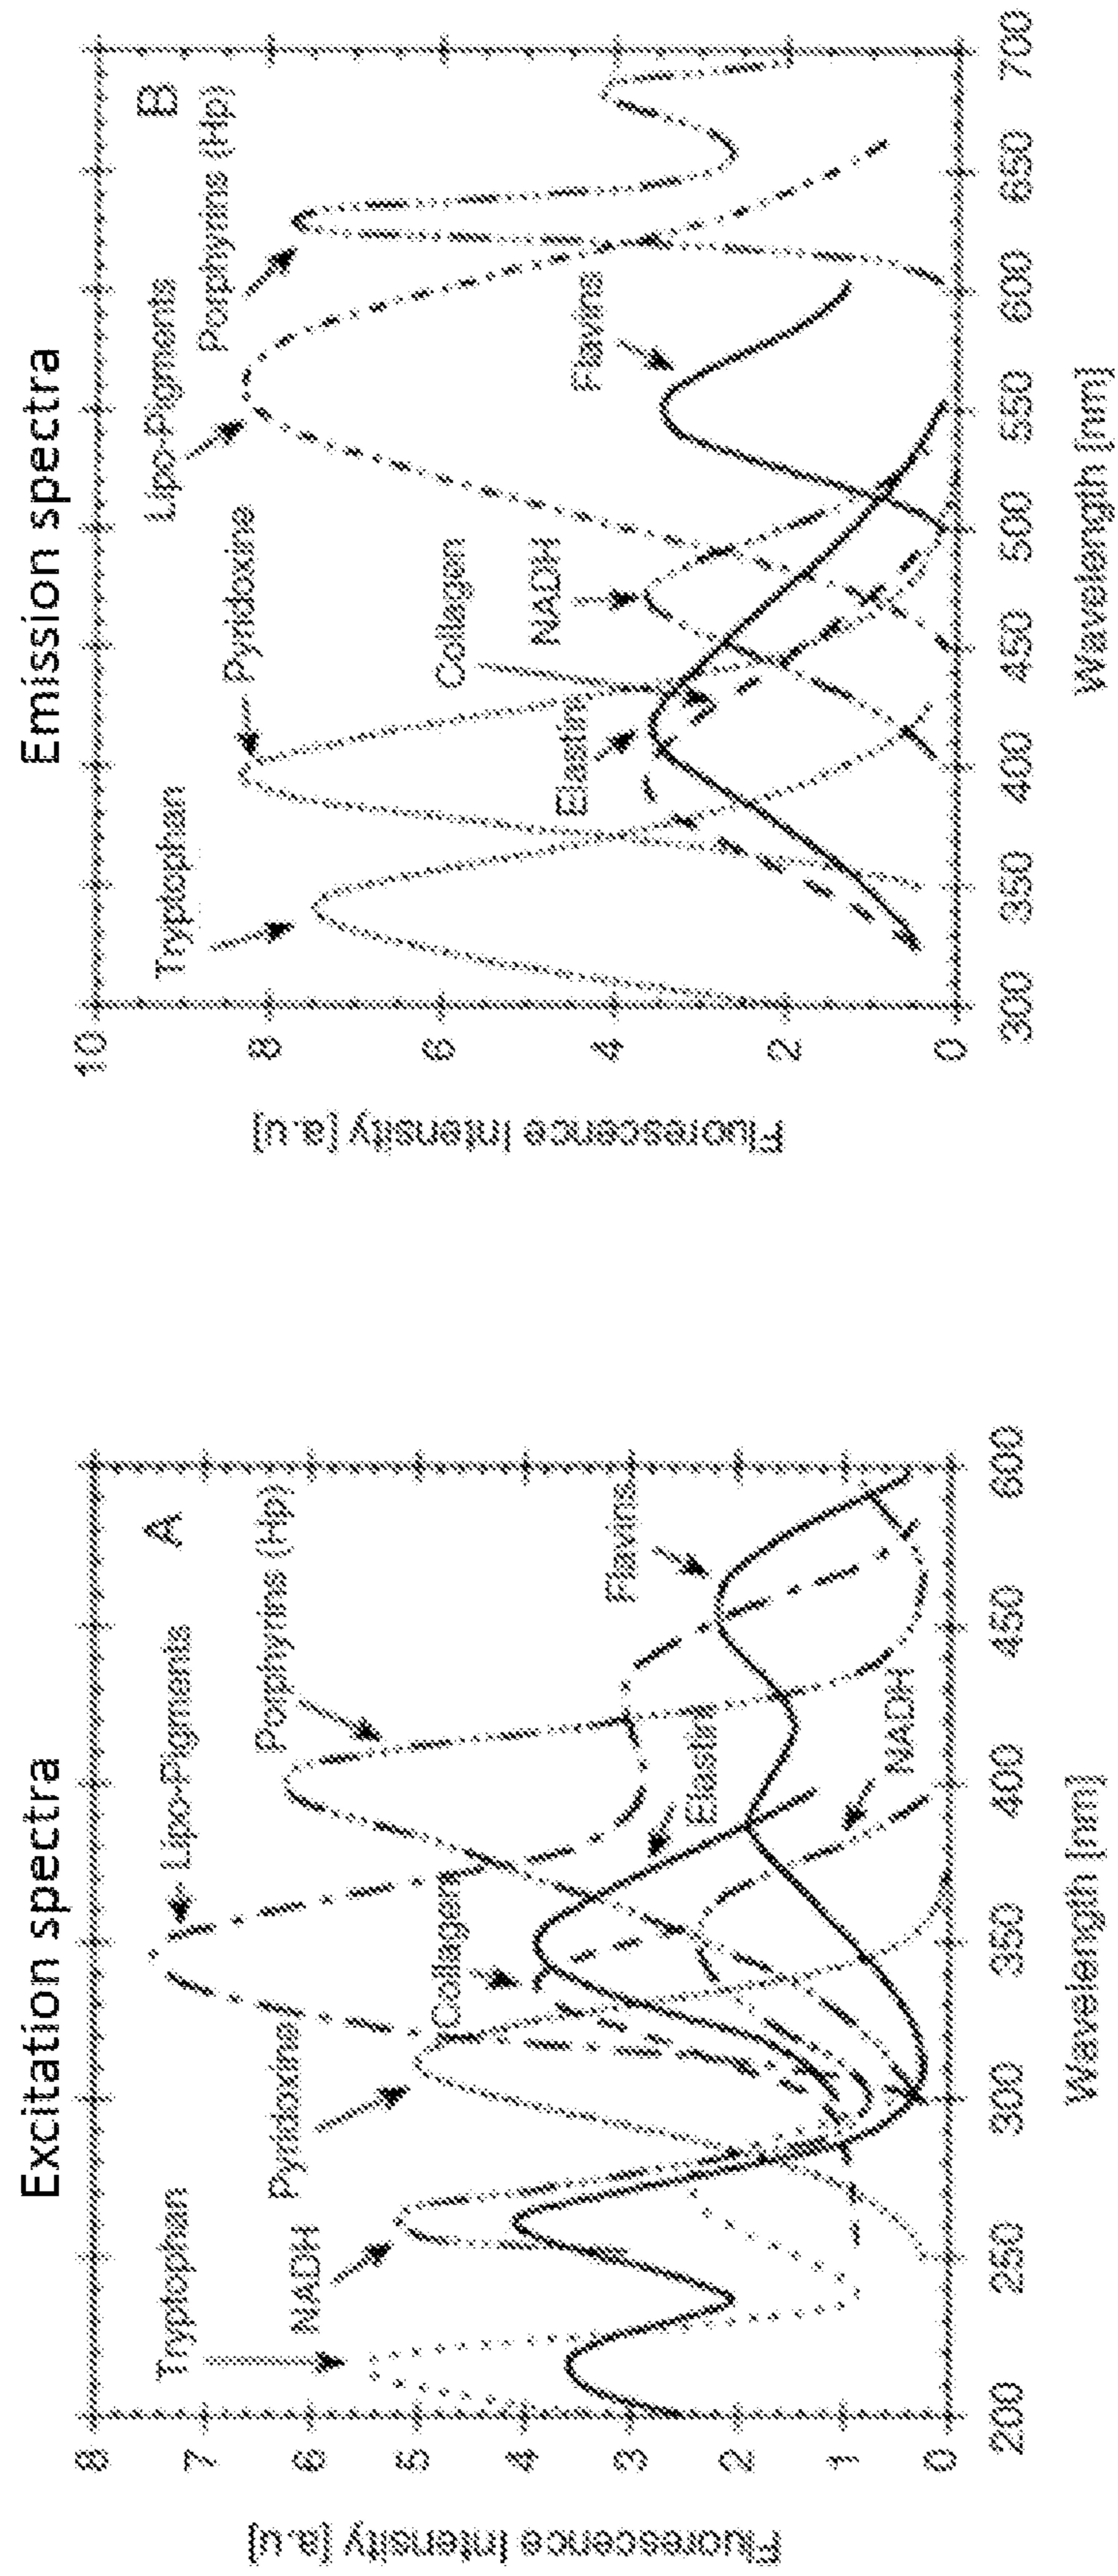 Excitation spectra
A
Fluorescence Intensity [a.u]
8
7
6
5
4
3
2
1
0
Tryptophan
NADH
Pyridoxine
Collagen
Lipo-Pigments
Porphyrins (Hp)
Elastin
Flavins
NADH
200
250
300
350
400
450
600
Wavelength [nm]
Emission spectra
B
Fluorescence Intensity [a.u]
10
8
6
4
2
0
Tryptophan
Pyridoxine
Lipo-Pigments
Porphyrins (Hp)
Elastin
Collagen
NADH
Flavins
300
350
400
450
500
550
600
650
700
Wavelength [nm]